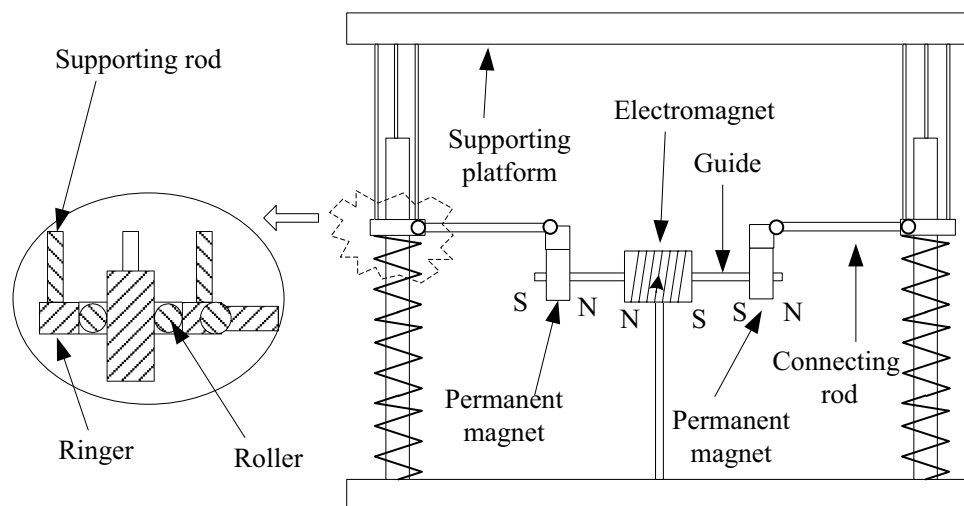 Supporting rod
Electromagnet
Supporting
platform
Guide
S
N
N
S
S
N
Connecting
rod
Permanent
magnet
Permanent
magnet
Ringer
Roller